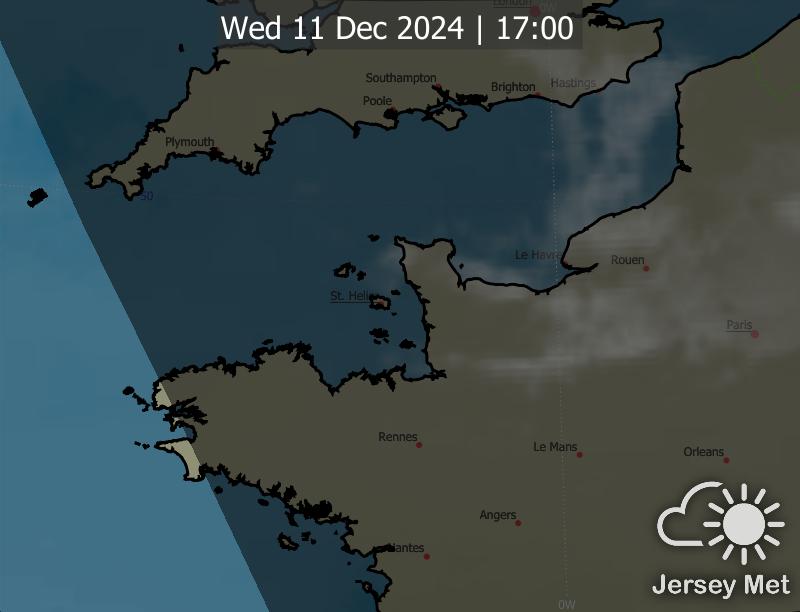 London
0W
Wed 11 Dec 2024 | 17:00
Southampton
Brighton
Hastings
Poole
Plymouth
50
Le Havre
Rouen
St. Helier
Paris
Rennes
Le Mans
Orleans
Angers
Nantes
Jersey Met
0W